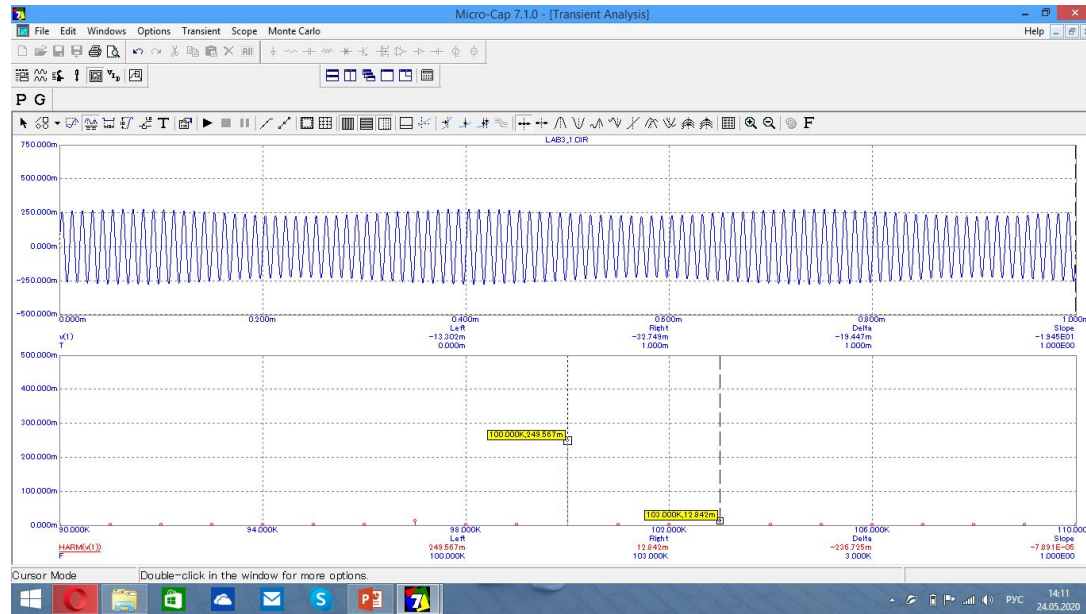 Micro-Cap 7.1.0 - [Transient Analysis]
File Edit Windows Options Transient Scope Monte Carlo Help
P G
T F
LAB3_1.CIR
750.000m
500.000m
250.000m
0.000m
-250.000m
-500.000m
0.000m 0.200m 0.400m 0.600m 0.800m 1.000m
Left Right Delta Slope
v(1) -13.302m -32.749m -19.447m -1.945E01
T 0.000m 1.000m 1.000m 1.000E00
500.000m
400.000m
300.000m
100.000K,249.567m
200.000m
100.000m
103.000K,12.842m
0.000m
90.000K 94.000K 98.000K 102.000K 106.000K 110.000
Left Right Delta Slope
HARM(v(1)) 249.567m 12.842m -236.725m -7.891E-05
F 100.000K 103.000K 3.000K 1.000E00
Cursor Mode Double-click in the window for more options.
РУС 14:11
24.05.2020